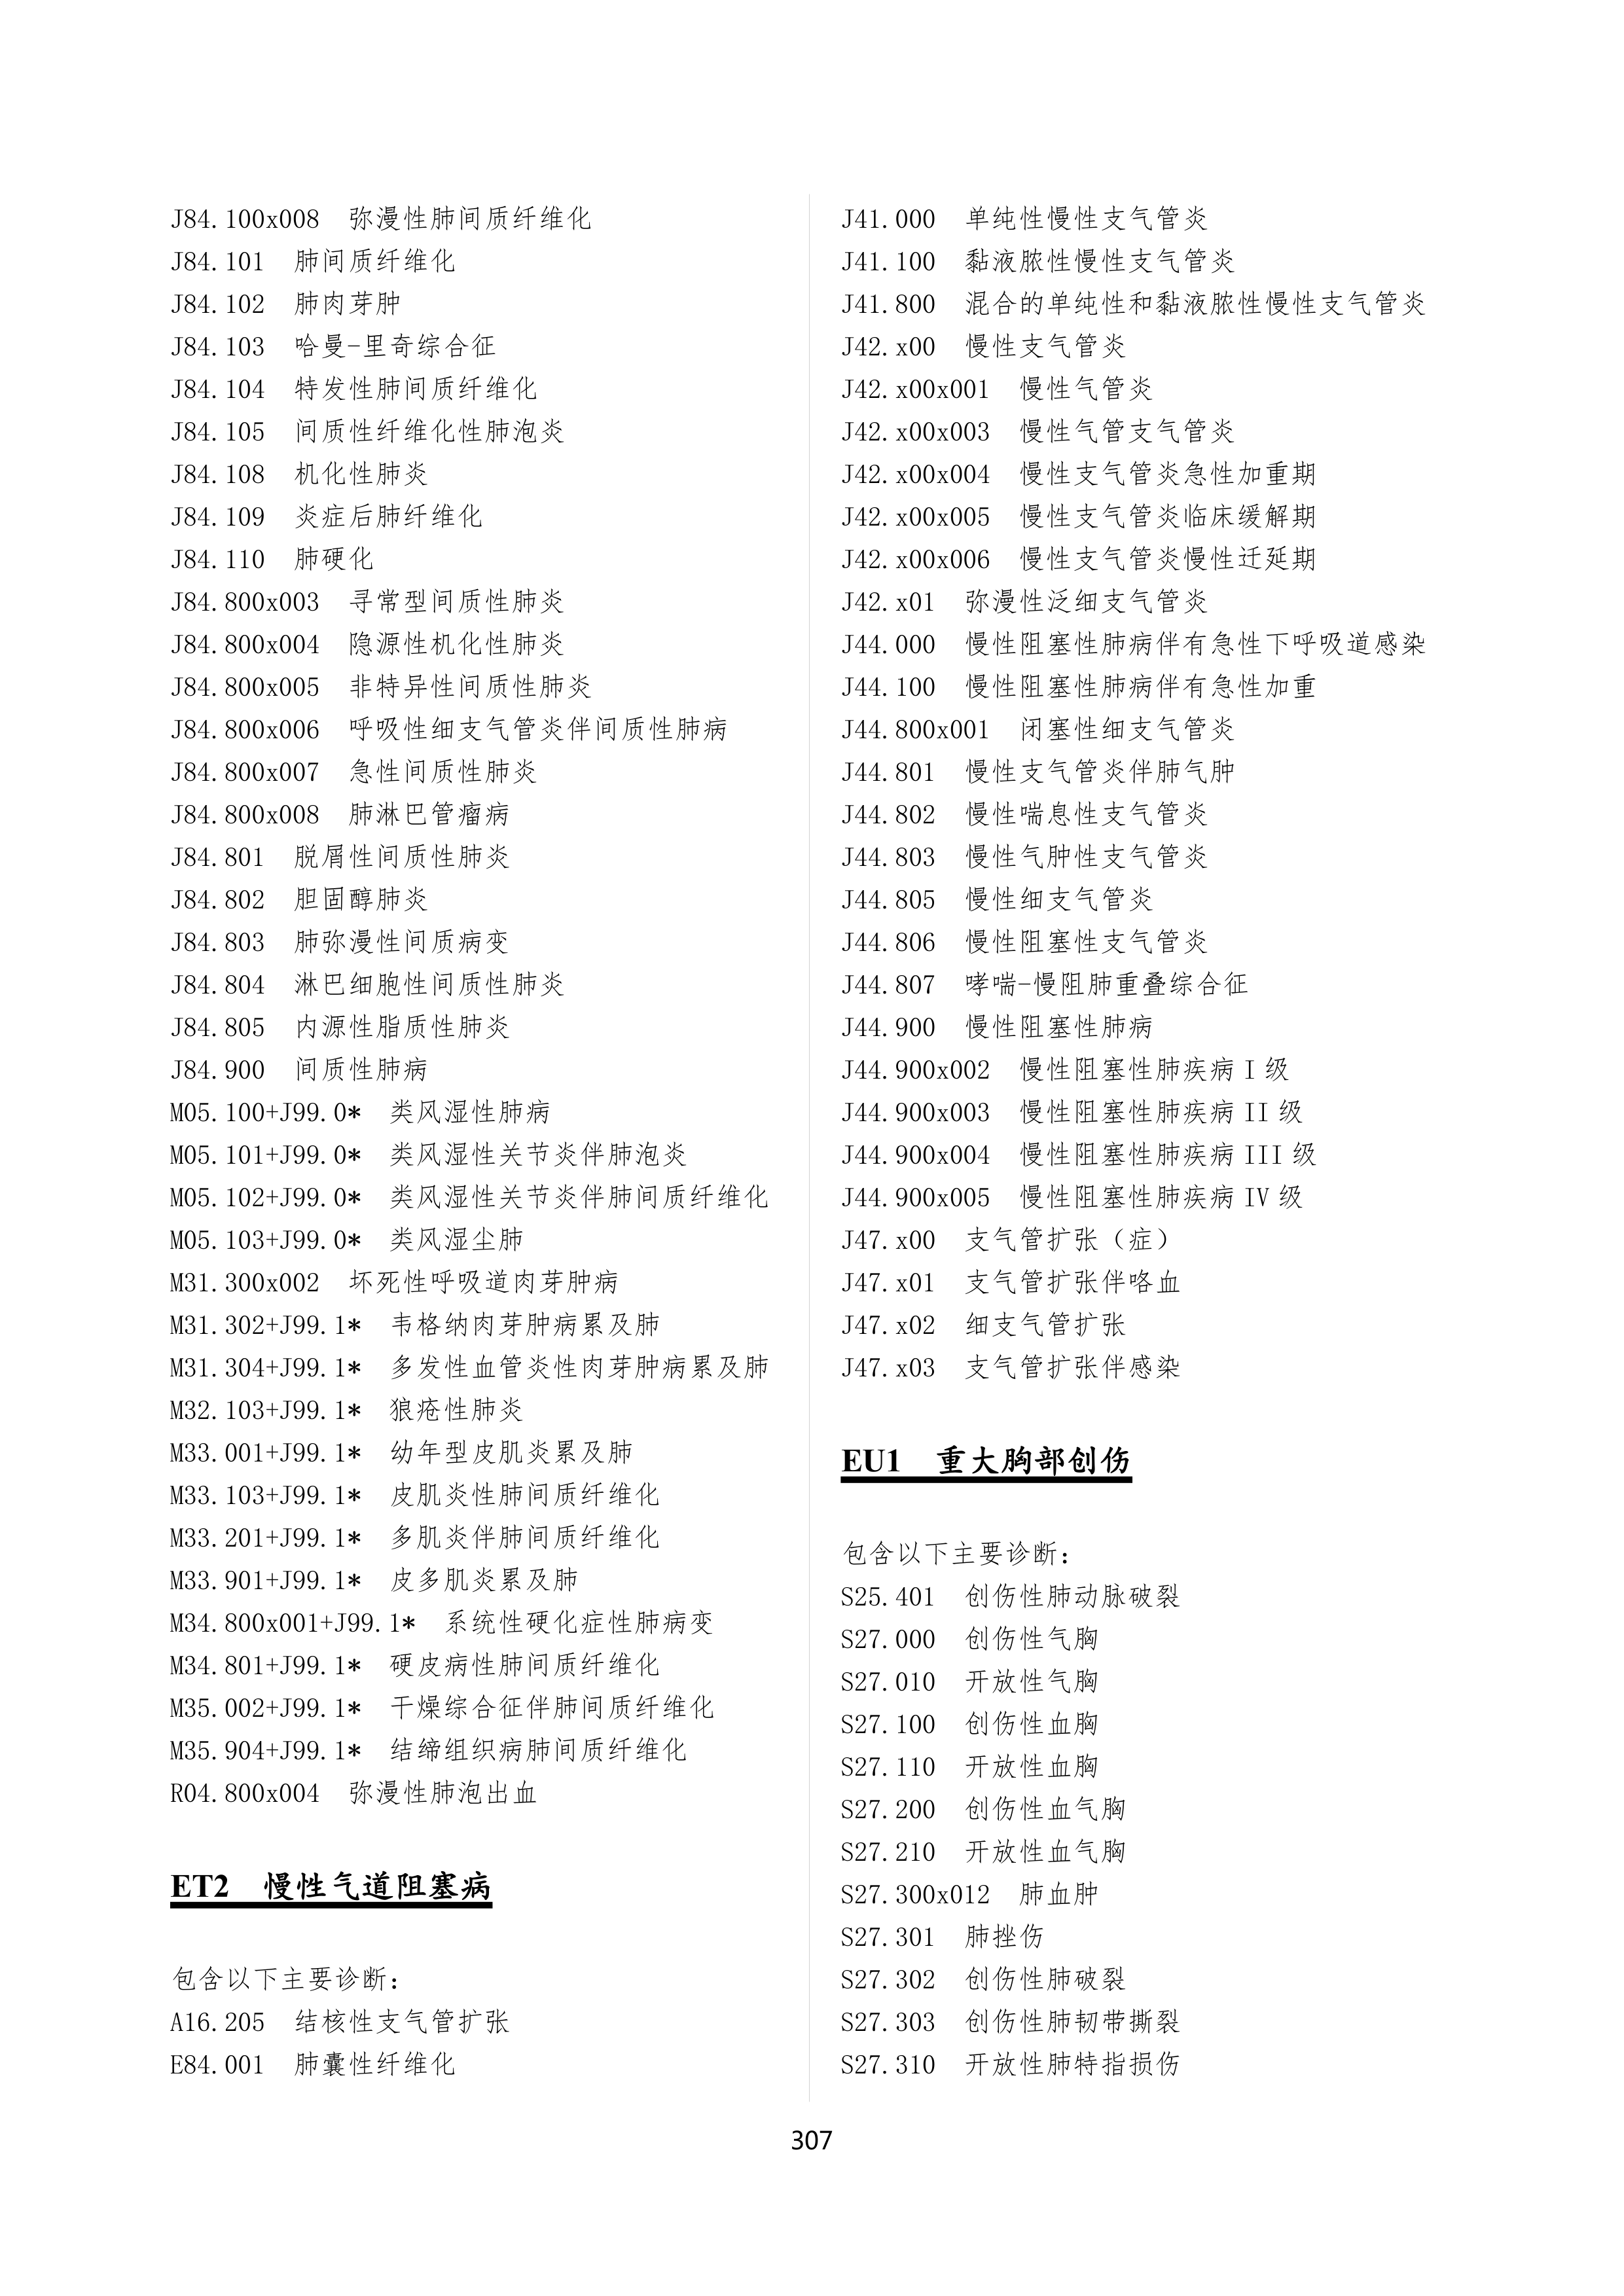 J84.100x008 弥漫性肺间质纤维化
J84.101 肺间质纤维化
J84.102 肺肉芽肿
J84.103 哈曼-里奇综合征
J84.104 特发性肺间质纤维化
J84.105 间质性纤维化性肺泡炎
J84.108 机化性肺炎
J84.109 炎症后肺纤维化
J84.110 肺硬化
J84.800x003 寻常型间质性肺炎
J84.800x004 隐源性机化性肺炎
J84.800x005 非特异性间质性肺炎
J84.800x006 呼吸性细支气管炎伴间质性肺病
J84.800x007 急性间质性肺炎
J84.800x008 肺淋巴管瘤病
J84.801 脱屑性间质性肺炎
J84.802 胆固醇肺炎
J84.803 肺弥漫性间质病变
J84.804 淋巴细胞性间质性肺炎
J84.805 内源性脂质性肺炎
J84.900 间质性肺病
M05.100+J99.0* 类风湿性肺病
M05.101+J99.0* 类风湿性关节炎伴肺泡炎
M05.102+J99.0* 类风湿性关节炎伴肺间质纤维化
M05.103+J99.0* 类风湿尘肺
M31.300x002 坏死性呼吸道肉芽肿病
M31.302+J99.1* 韦格纳肉芽肿病累及肺
M31.304+J99.1* 多发性血管炎性肉芽肿病累及肺
M32.103+J99.1* 狼疮性肺炎
M33.001+J99.1* 幼年型皮肌炎累及肺
M33.103+J99.1* 皮肌炎性肺间质纤维化
M33.201+J99.1* 多肌炎伴肺间质纤维化
M33.901+J99.1* 皮多肌炎累及肺
M34.800x001+J99.1* 系统性硬化症性肺病变
M34.801+J99.1* 硬皮病性肺间质纤维化
M35.002+J99.1* 干燥综合征伴肺间质纤维化
M35.904+J99.1* 结缔组织病肺间质纤维化
R04.800x004 弥漫性肺泡出血
ET2 慢性气道阻塞病
包含以下主要诊断：
A16.205 结核性支气管扩张
E84.001 肺囊性纤维化
J41.000 单纯性慢性支气管炎
J41.100 黏液脓性慢性支气管炎
J41.800 混合的单纯性和黏液脓性慢性支气管炎
J42.x00 慢性支气管炎
J42.x00x001 慢性气管炎
J42.x00x003 慢性气管支气管炎
J42.x00x004 慢性支气管炎急性加重期
J42.x00x005 慢性支气管炎临床缓解期
J42.x00x006 慢性支气管炎慢性迁延期
J42.x01 弥漫性泛细支气管炎
J44.000 慢性阻塞性肺病伴有急性下呼吸道感染
J44.100 慢性阻塞性肺病伴有急性加重
J44.800x001 闭塞性细支气管炎
J44.801 慢性支气管炎伴肺气肿
J44.802 慢性喘息性支气管炎
J44.803 慢性气肿性支气管炎
J44.805 慢性细支气管炎
J44.806 慢性阻塞性支气管炎
J44.807 哮喘-慢阻肺重叠综合征
J44.900 慢性阻塞性肺病
J44.900x002 慢性阻塞性肺疾病 I 级
J44.900x003 慢性阻塞性肺疾病 II 级
J44.900x004 慢性阻塞性肺疾病 III 级
J44.900x005 慢性阻塞性肺疾病 IV 级
J47.x00 支气管扩张（症）
J47.x01 支气管扩张伴咯血
J47.x02 细支气管扩张
J47.x03 支气管扩张伴感染
EU1 重大胸部创伤
包含以下主要诊断：
S25.401 创伤性肺动脉破裂
S27.000 创伤性气胸
S27.010 开放性气胸
S27.100 创伤性血胸
S27.110 开放性血胸
S27.200 创伤性血气胸
S27.210 开放性血气胸
S27.300x012 肺血肿
S27.301 肺挫伤
S27.302 创伤性肺破裂
S27.303 创伤性肺韧带撕裂
S27.310 开放性肺特指损伤
307